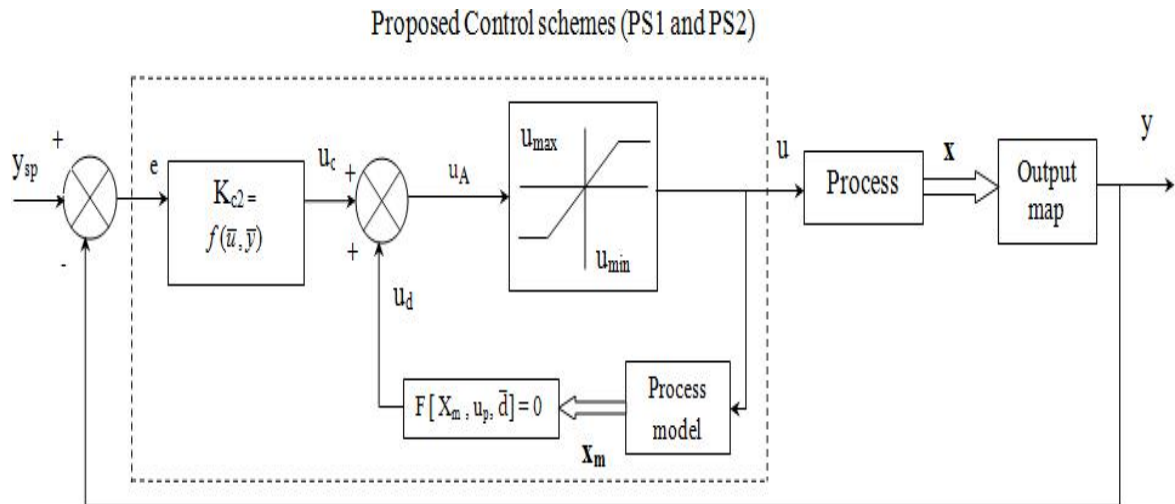 Proposed Control schemes (PS1 and PS2)
+
y_sp
-
e
K_c2 =
f(ū, ȳ)
u_c
+
+
u_d
u_A
u_max
u_min
u
Process
x
Output
map
y
F [ X_m , u_p, d̄ ] = 0
x_m
Process
model